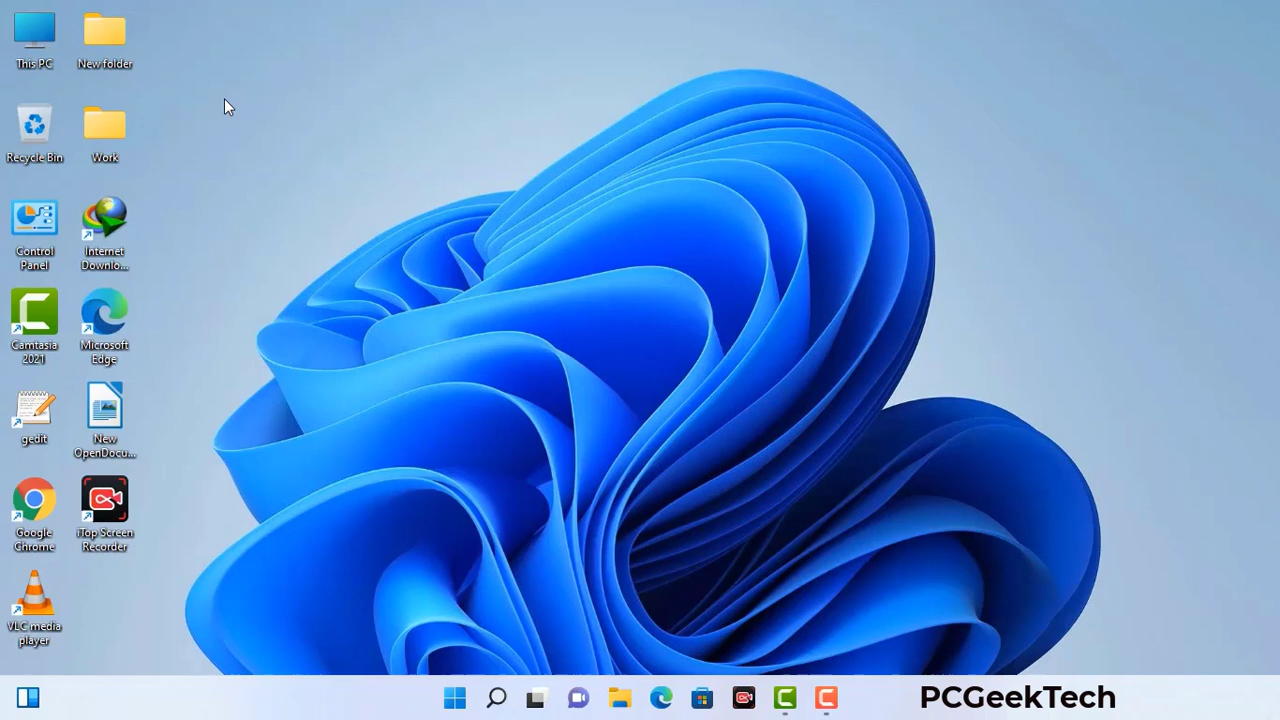 This PC
New folder
Recycle Bin
Work
Control
Panel
Internet
Downlo...
Camtasia
2021
Microsoft
Edge
gedit
New
OpenDocu...
Google
Chrome
iTop Screen
Recorder
VLC media
player
PCGeekTech